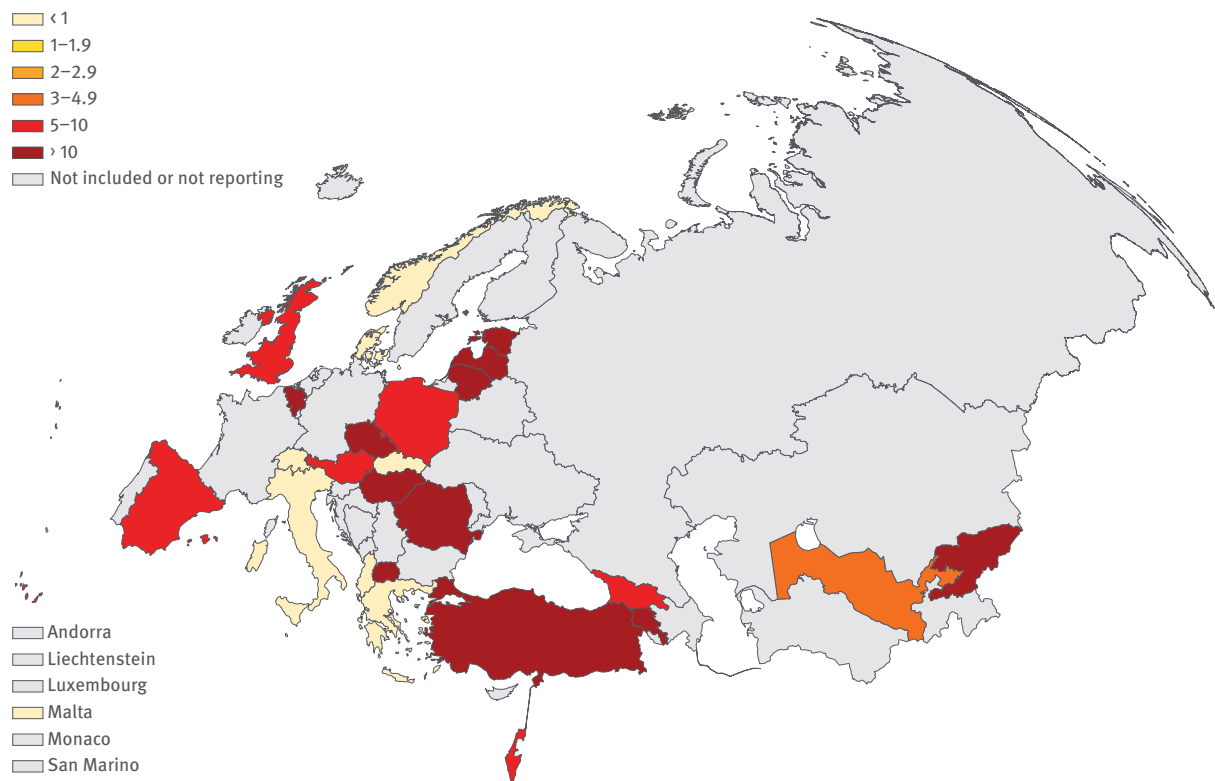 < 1
1–1.9
2–2.9
3–4.9
5–10
> 10
Not included or not reporting
Andorra
Liechtenstein
Luxembourg
Malta
Monaco
San Marino